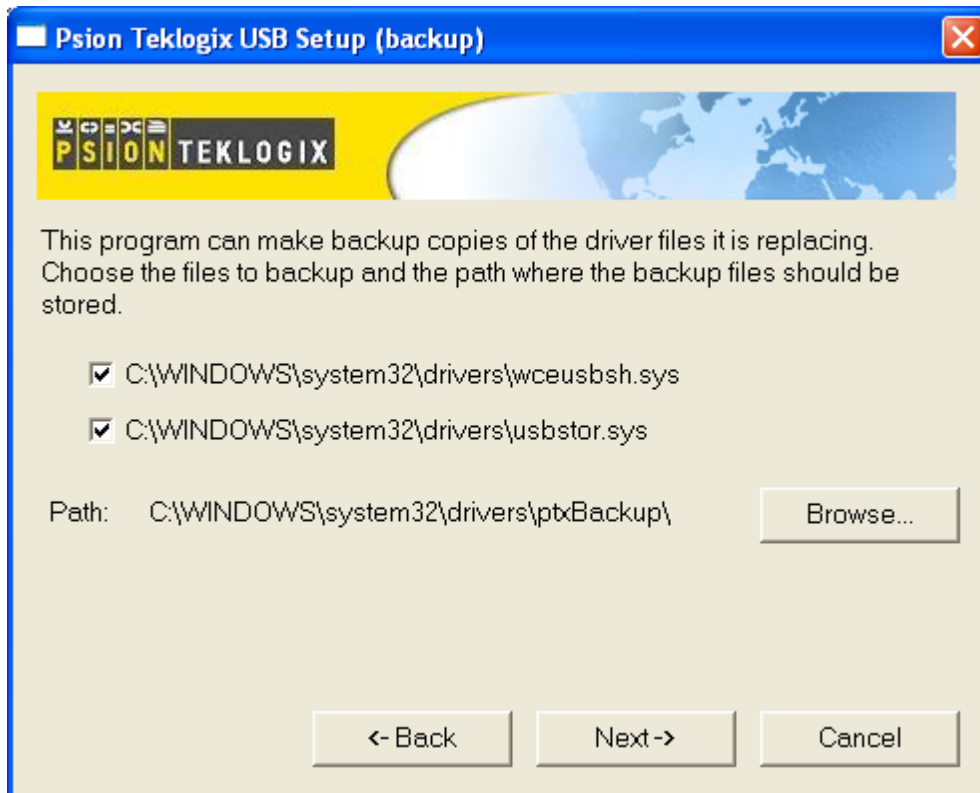 Psion Teklogix USB Setup (backup)
PSION TEKLOGIX
This program can make backup copies of the driver files it is replacing.
Choose the files to backup and the path where the backup files should be
stored.
C:\WINDOWS\system32\drivers\wceusbsh.sys
C:\WINDOWS\system32\drivers\usbstor.sys
Path: C:\WINDOWS\system32\drivers\ptxBackup\ Browse...
<- Back Next -> Cancel